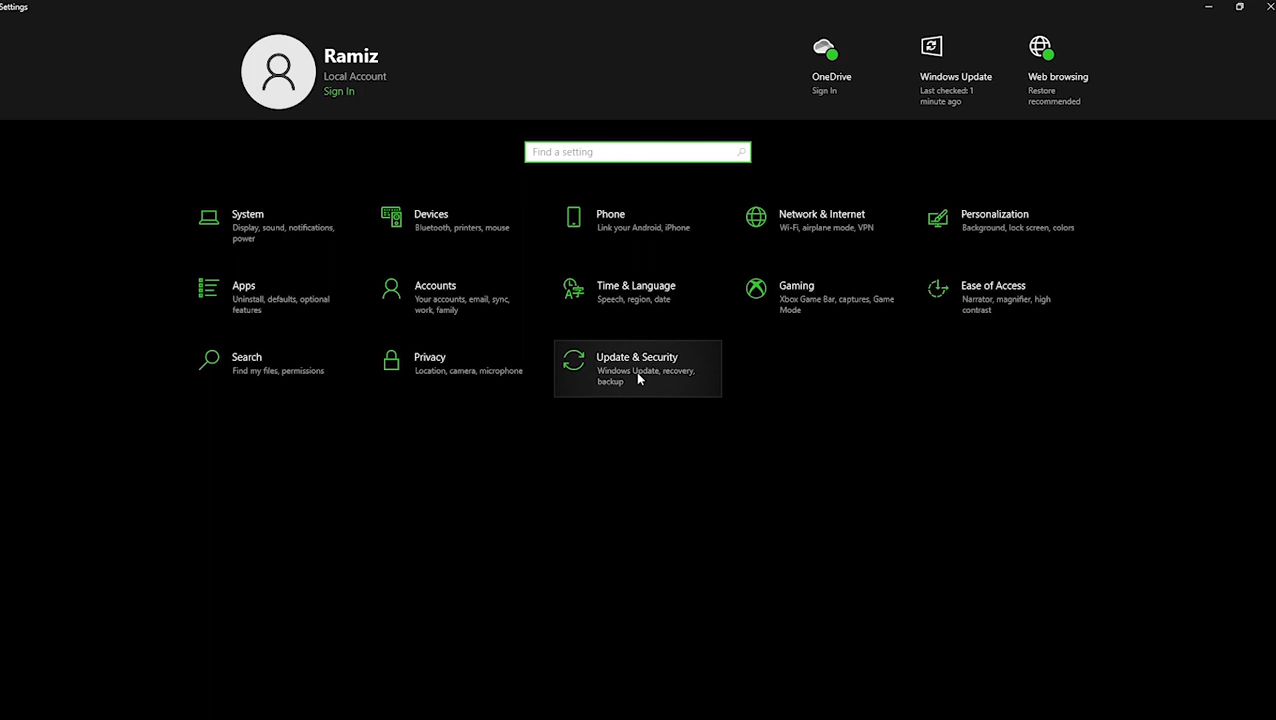 Settings
Ramiz
Local Account
Sign In
OneDrive
Sign In
Windows Update
Last checked: 1
minute ago
Web browsing
Restore
recommended
Find a setting
System
Display, sound, notifications,
power
Devices
Bluetooth, printers, mouse
Phone
Link your Android, iPhone
Network & Internet
Wi-Fi, airplane mode, VPN
Personalization
Background, lock screen, colors
Apps
Uninstall, defaults, optional
features
Accounts
Your accounts, email, sync,
work, family
Time & Language
Speech, region, date
Gaming
Xbox Game Bar, captures, Game
Mode
Ease of Access
Narrator, magnifier, high
contrast
Search
Find my files, permissions
Privacy
Location, camera, microphone
Update & Security
Windows Update, recovery,
backup